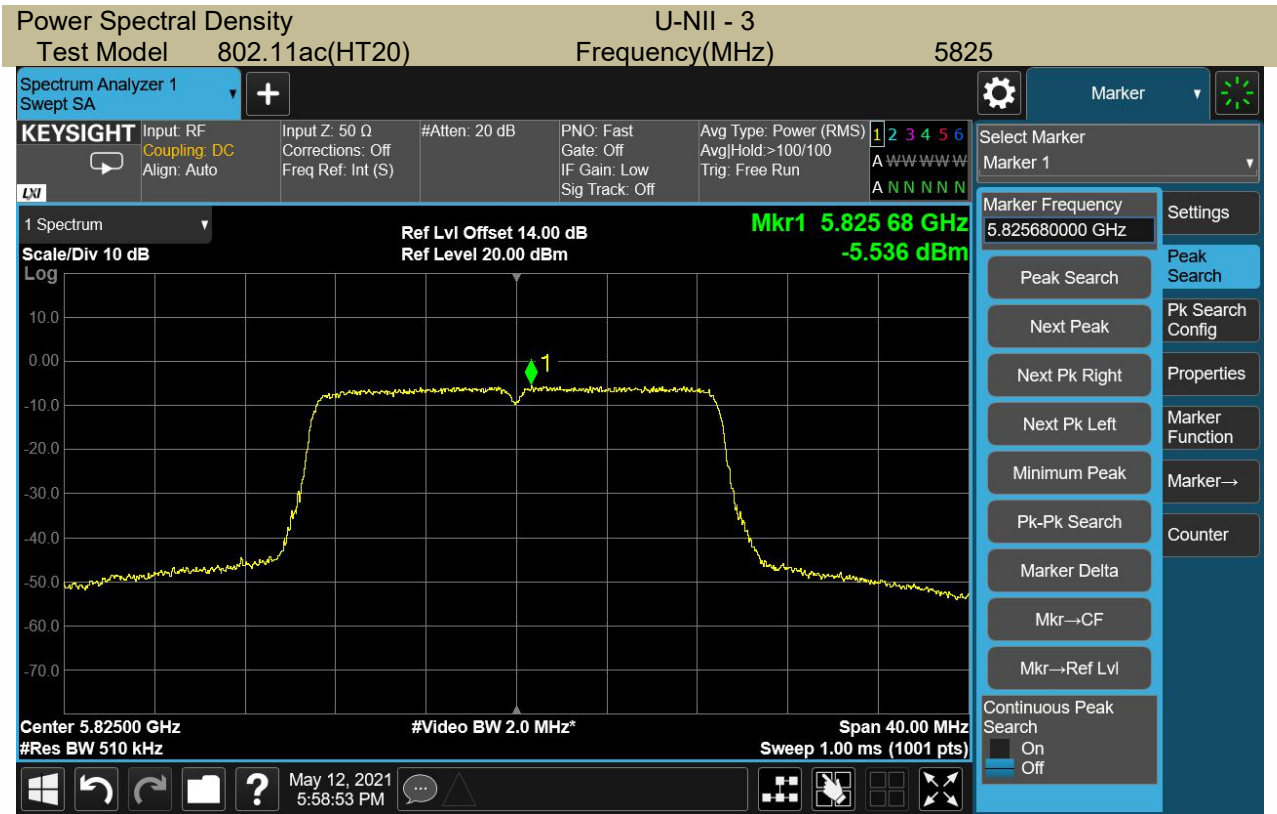 Power Spectral Density U-NII - 3
Test Model 802.11ac(HT20) Frequency(MHz) 5825
Spectrum Analyzer 1
Swept SA
+
Marker
KEYSIGHT
LXI
Input: RF
Coupling: DC
Align: Auto
Input Z: 50 Ω
Corrections: Off
Freq Ref: Int (S)
#Atten: 20 dB
PNO: Fast
Gate: Off
IF Gain: Low
Sig Track: Off
Avg Type: Power (RMS)
Avg|Hold:>100/100
Trig: Free Run
1 2 3 4 5 6
A W W W W W
A N N N N N
Select Marker
Marker 1
1 Spectrum
Scale/Div 10 dB
Ref Lvl Offset 14.00 dB
Ref Level 20.00 dBm
Mkr1 5.825 68 GHz
-5.536 dBm
Log
10.0
0.00
-10.0
-20.0
-30.0
-40.0
-50.0
-60.0
-70.0
1
Center 5.82500 GHz
#Res BW 510 kHz
#Video BW 2.0 MHz*
Span 40.00 MHz
Sweep 1.00 ms (1001 pts)
Marker Frequency
5.825680000 GHz
Peak Search
Next Peak
Next Pk Right
Next Pk Left
Minimum Peak
Pk-Pk Search
Marker Delta
Mkr→CF
Mkr→Ref Lvl
Continuous Peak
Search
On
Off
Settings
Peak
Search
Pk Search
Config
Properties
Marker
Function
Marker→
Counter
?
May 12, 2021
5:58:53 PM